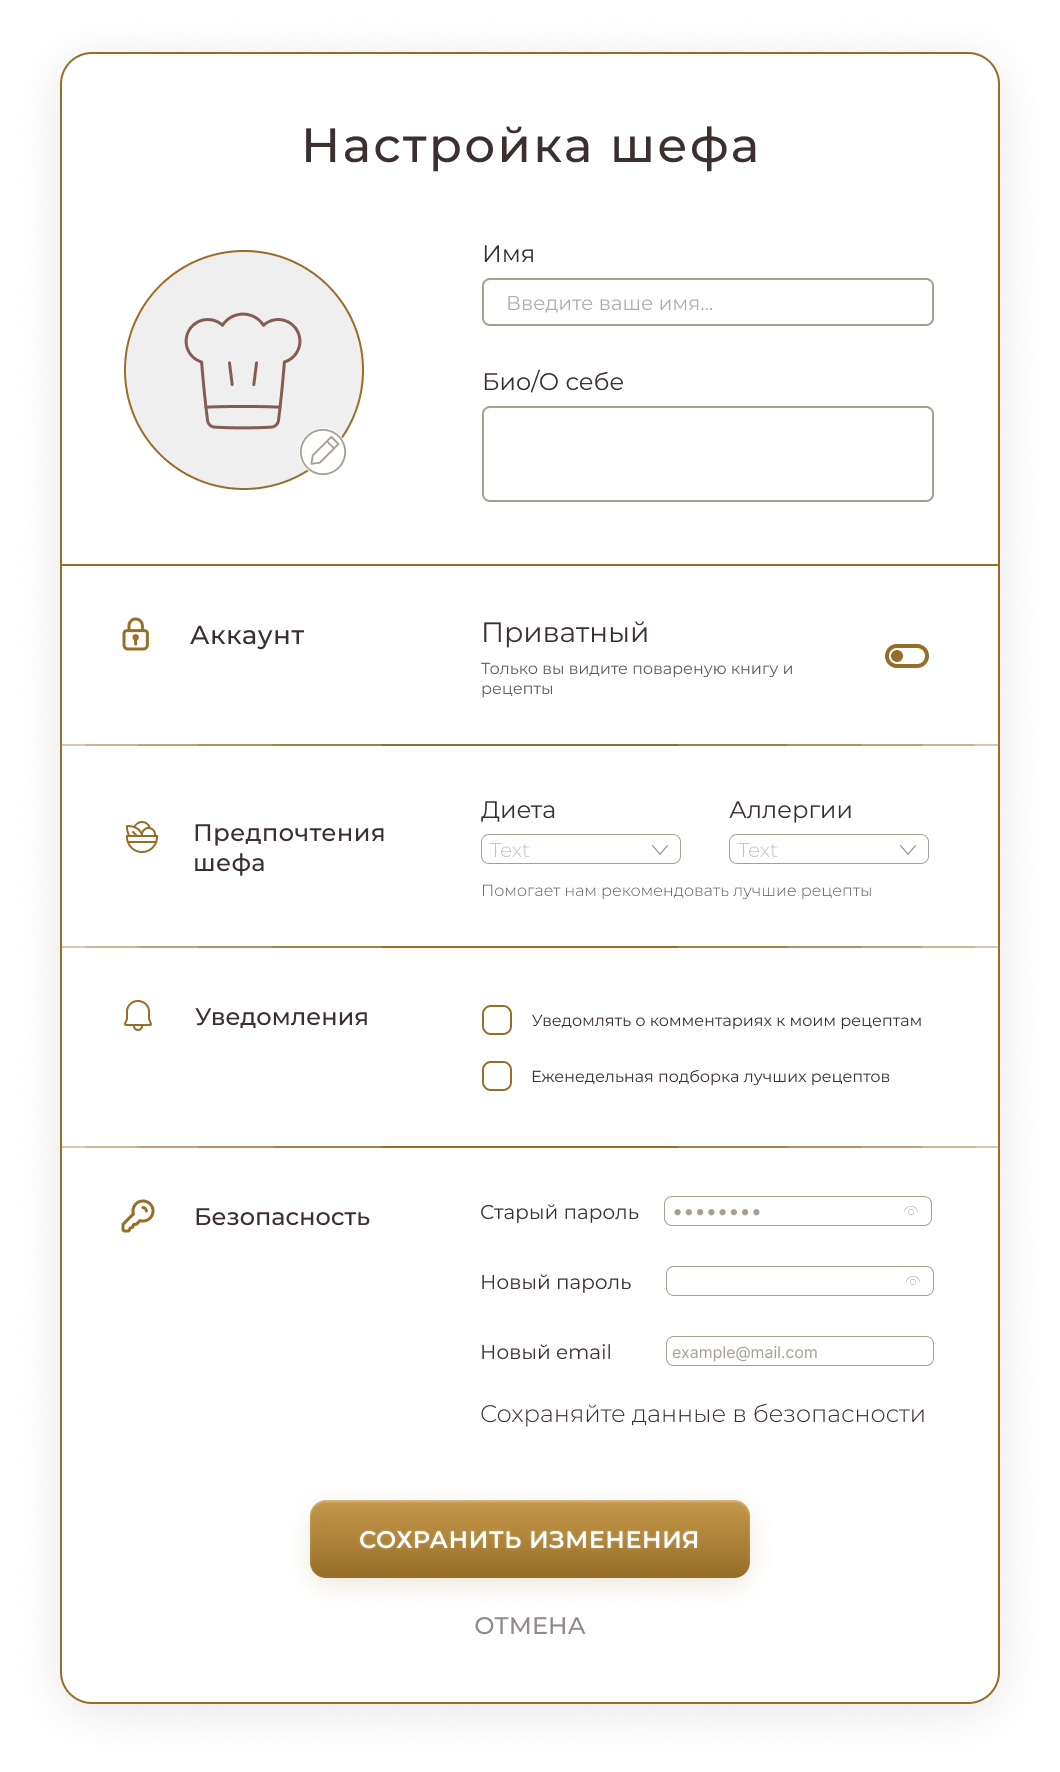 Настройка шефа
Имя
Введите ваше имя...
Био/О себе
Аккаунт
Приватный
Только вы видите повареную книгу и
рецепты
Предпочтения
шефа
Диета
Аллергии
Text
Text
Помогает нам рекомендовать лучшие рецепты
Уведомления
Уведомлять о комментариях к моим рецептам
Еженедельная подборка лучших рецептов
Безопасность
Старый пароль
Новый пароль
Новый email
example@mail.com
Сохраняйте данные в безопасности
СОХРАНИТЬ ИЗМЕНЕНИЯ
ОТМЕНА